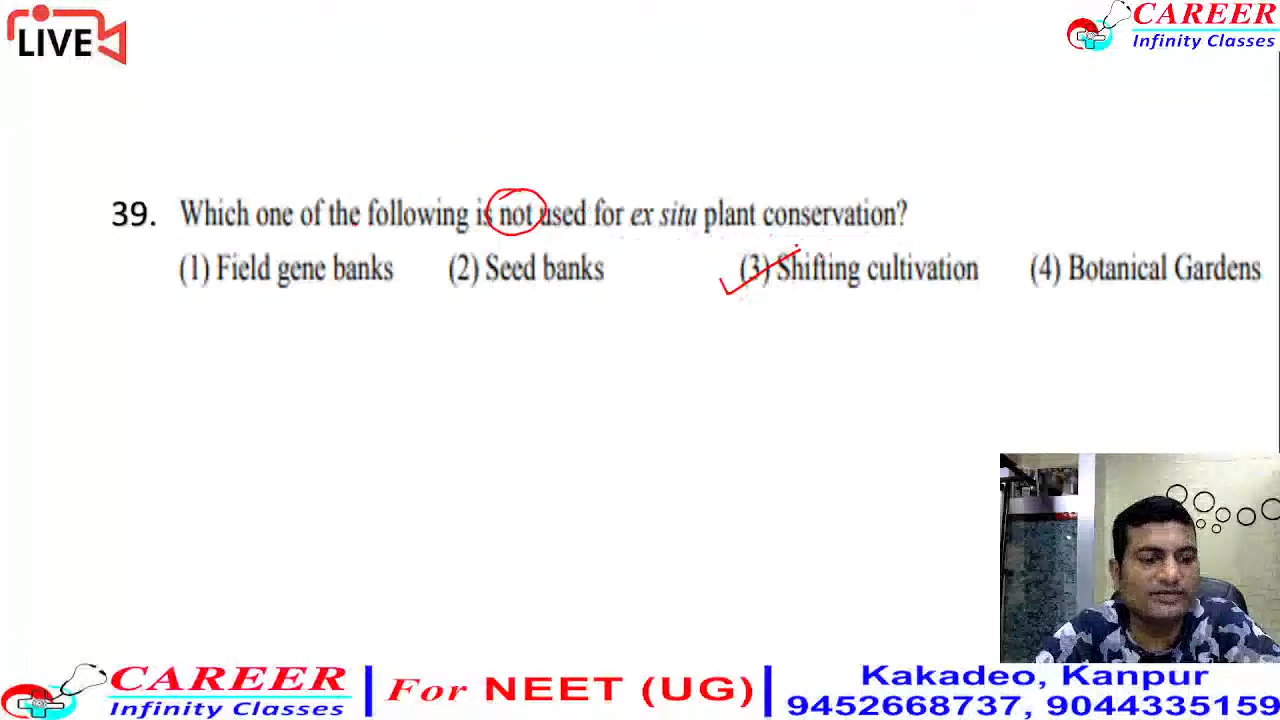 LIVE
CAREER
Infinity Classes
39. Which one of the following is not used for ex situ plant conservation?
(1) Field gene banks (2) Seed banks (3) Shifting cultivation (4) Botanical Gardens
CAREER
Infinity Classes
For NEET (UG)
Kakadeo, Kanpur
9452668737, 9044335159